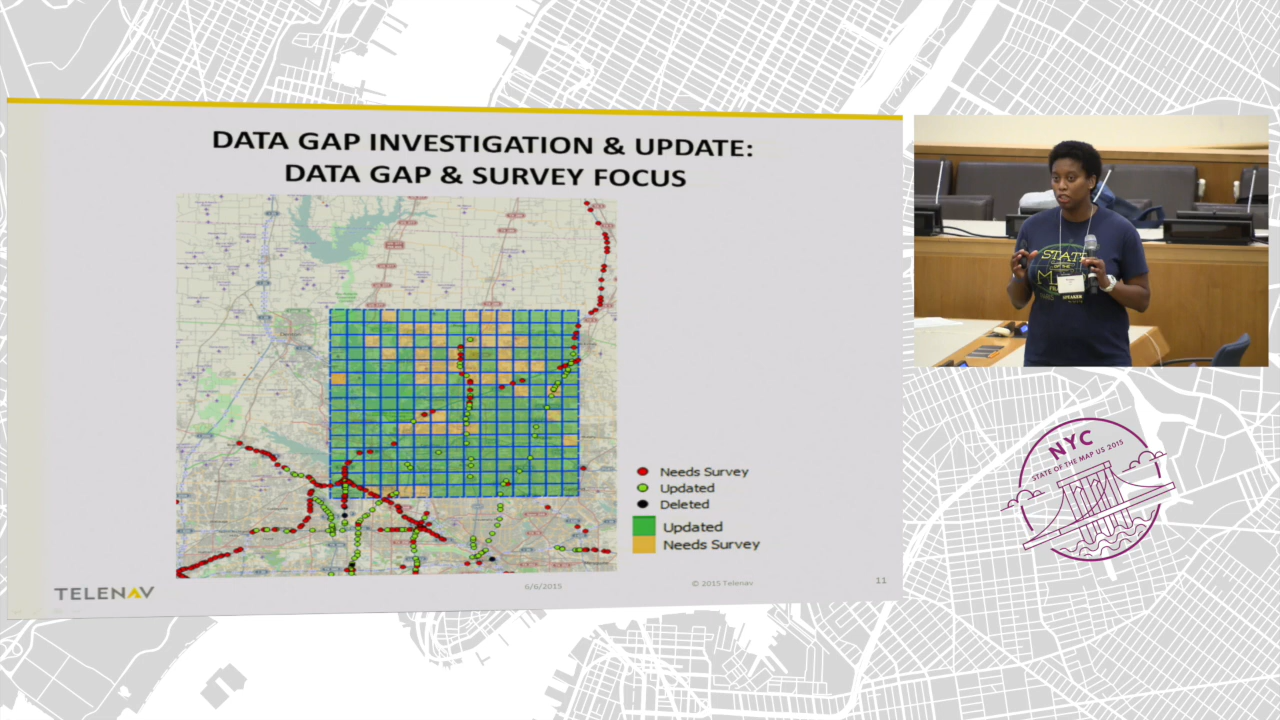 DATA GAP INVESTIGATION & UPDATE:
DATA GAP & SURVEY FOCUS
Needs Survey
Updated
Deleted
Updated
Needs Survey
TELENAV
6/6/2015
© 2015 Telenav
11
STATE
NYC
STATE OF THE MAP US 2015